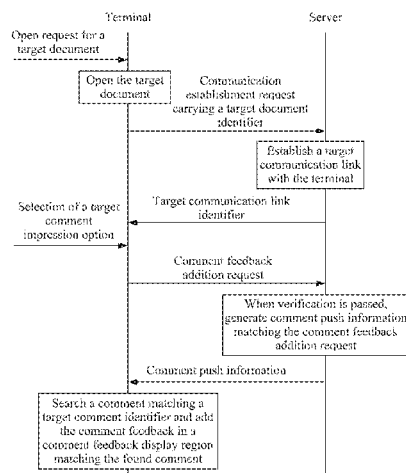 Terminal
Server
Open request for a
target document
Open the target
document
Communication
establishment request
carrying a target document
identifier
Establish a target
communication link
with the terminal
Target communication link
identifier
Selection of a target
comment
impression option
Comment feedback
addition request
When verification is passed,
generate comment push information
matching the comment feedback
addition request
Comment push information
Search a comment matching a
target comment identifier and add
the comment feedback in a
comment feedback display region
matching the found comment